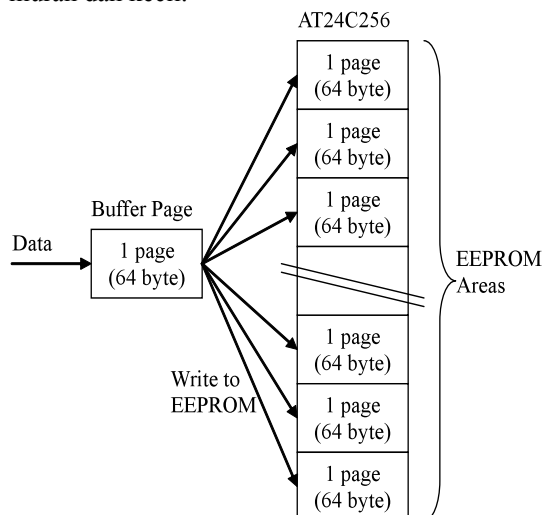 AT24C256
1 page
(64 byte)
1 page
(64 byte)
1 page
(64 byte)
Buffer Page
Data
1 page
(64 byte)
EEPROM
Areas
Write to
EEPROM
1 page
(64 byte)
1 page
(64 byte)
1 page
(64 byte)